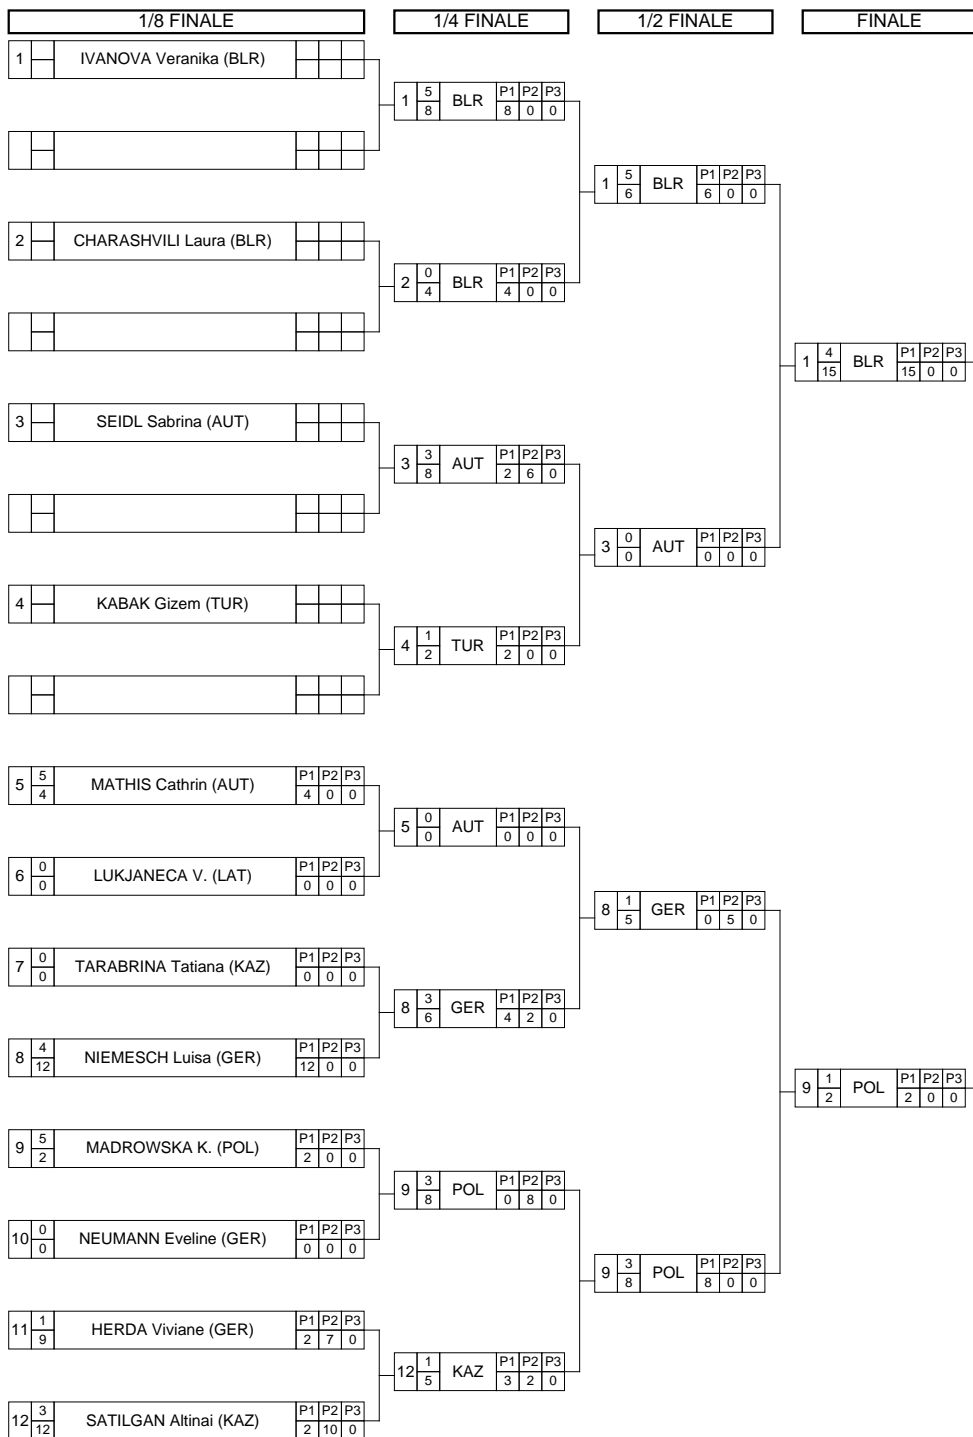 1/8 FINALE 1/4 FINALE 1/2 FINALE FINALE
1 IVANOVA Veranika (BLR)
1 5 8 BLR P1 P2 P3 8 0 0
1 5 6 BLR P1 P2 P3 6 0 0
2 CHARASHVILI Laura (BLR)
2 0 4 BLR P1 P2 P3 4 0 0
1 4 15 BLR P1 P2 P3 15 0 0
3 SEIDL Sabrina (AUT)
3 3 8 AUT P1 P2 P3 2 6 0
3 0 0 AUT P1 P2 P3 0 0 0
4 KABAK Gizem (TUR)
4 1 2 TUR P1 P2 P3 2 0 0
5 5 4 MATHIS Cathrin (AUT) P1 P2 P3 4 0 0
5 0 0 AUT P1 P2 P3 0 0 0
6 0 0 LUKJANECA V. (LAT) P1 P2 P3 0 0 0
8 1 5 GER P1 P2 P3 0 5 0
7 0 0 TARABRINA Tatiana (KAZ) P1 P2 P3 0 0 0
8 3 6 GER P1 P2 P3 4 2 0
8 4 12 NIEMESCH Luisa (GER) P1 P2 P3 12 0 0
9 1 2 POL P1 P2 P3 2 0 0
9 5 2 MADROWSKA K. (POL) P1 P2 P3 2 0 0
9 3 8 POL P1 P2 P3 0 8 0
10 0 0 NEUMANN Eveline (GER) P1 P2 P3 0 0 0
9 3 8 POL P1 P2 P3 8 0 0
11 1 9 HERDA Viviane (GER) P1 P2 P3 2 7 0
12 1 5 KAZ P1 P2 P3 3 2 0
12 3 12 SATILGAN Altinai (KAZ) P1 P2 P3 2 10 0